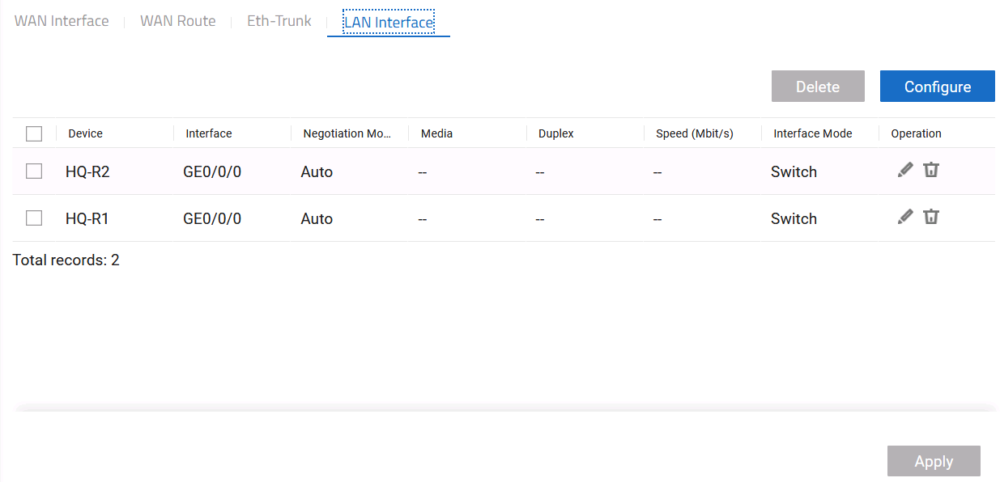 WAN Interface WAN Route Eth-Trunk LAN Interface
Delete Configure
Device Interface Negotiation Mo... Media Duplex Speed (Mbit/s) Interface Mode Operation
HQ-R2 GE0/0/0 Auto -- -- -- Switch
HQ-R1 GE0/0/0 Auto -- -- -- Switch
Total records: 2
Apply